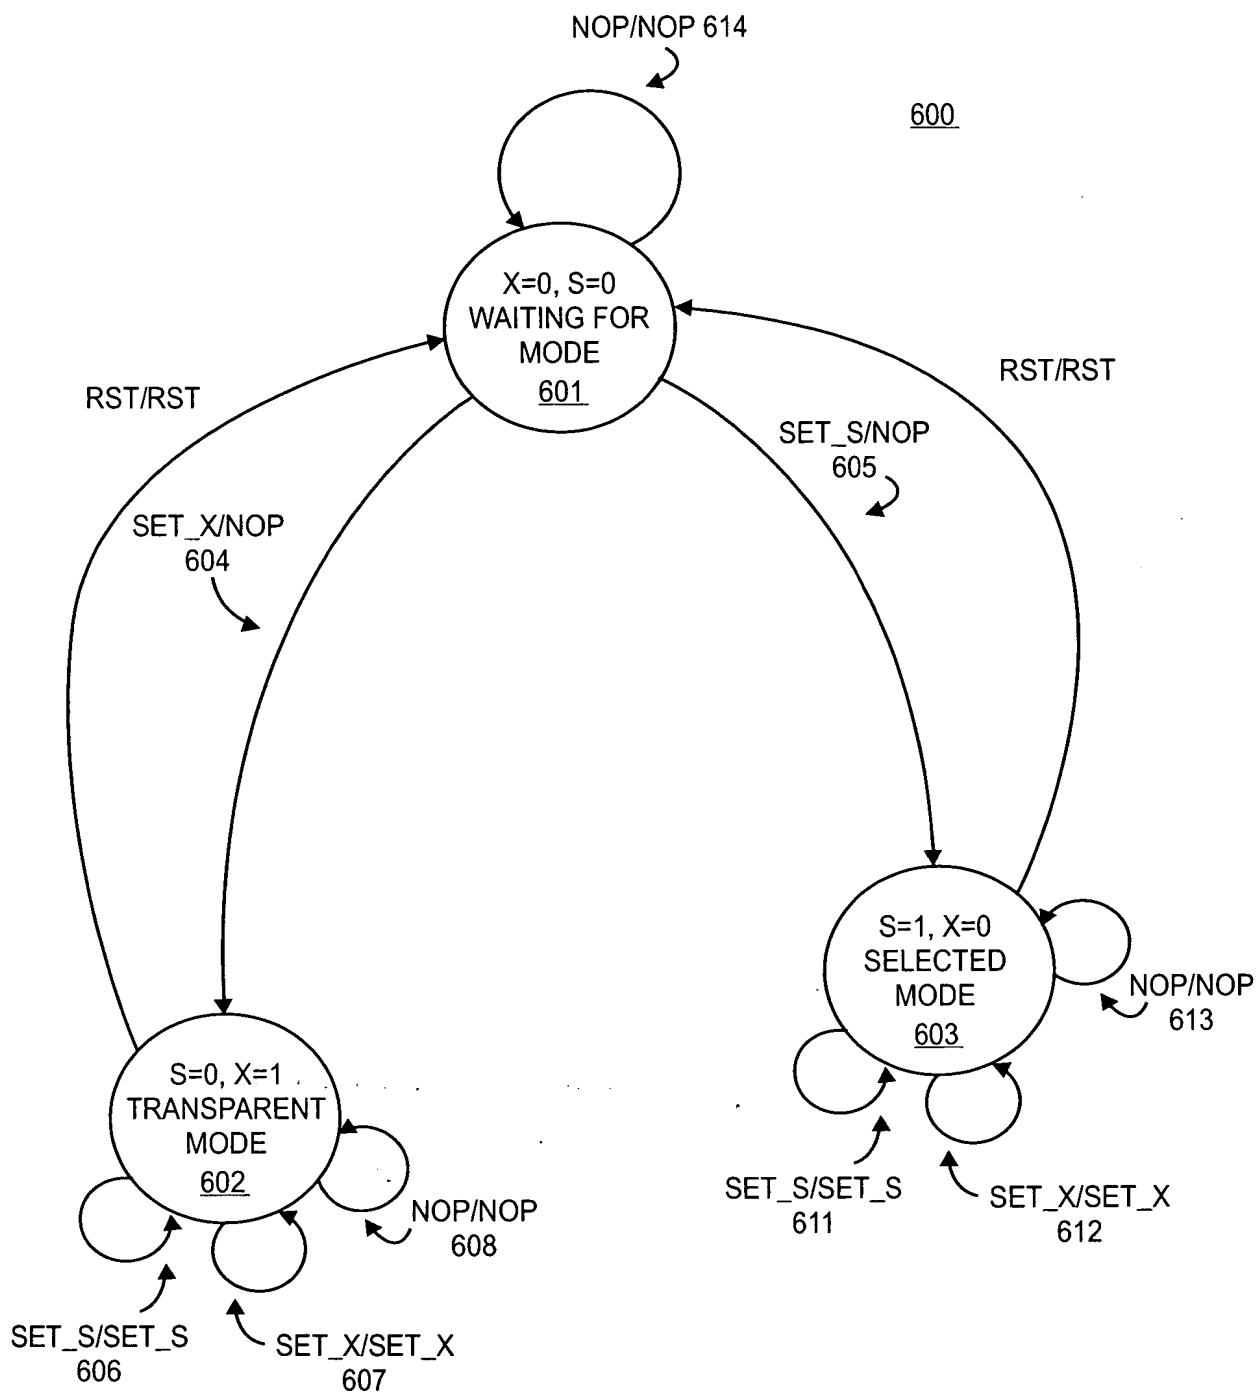 NOP/NOP 614
600
X=0, S=0
WAITING FOR
MODE
601
RST/RST
RST/RST
SET_S/NOP
605
SET_X/NOP
604
S=1, X=0
SELECTED
MODE
603
NOP/NOP
613
S=0, X=1
TRANSPARENT
MODE
602
SET_S/SET_S
611
SET_X/SET_X
612
NOP/NOP
608
SET_S/SET_S
606
SET_X/SET_X
607